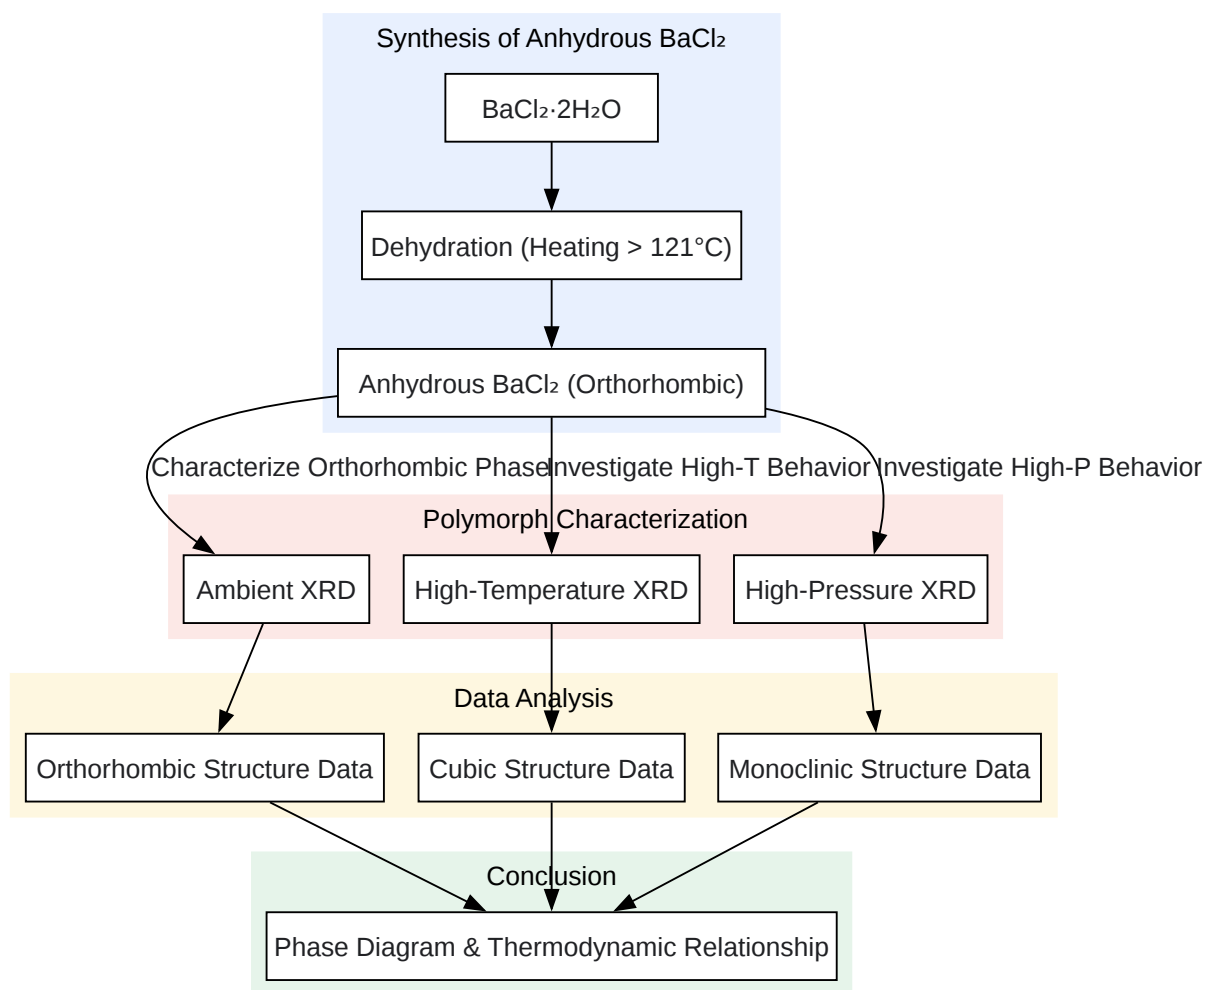 Synthesis of Anhydrous BaCl₂
BaCl₂·2H₂O
Dehydration (Heating > 121°C)
Anhydrous BaCl₂ (Orthorhombic)
Characterize Orthorhombic Phase
Investigate High-T Behavior
Investigate High-P Behavior
Polymorph Characterization
Ambient XRD
High-Temperature XRD
High-Pressure XRD
Data Analysis
Orthorhombic Structure Data
Cubic Structure Data
Monoclinic Structure Data
Conclusion
Phase Diagram & Thermodynamic Relationship